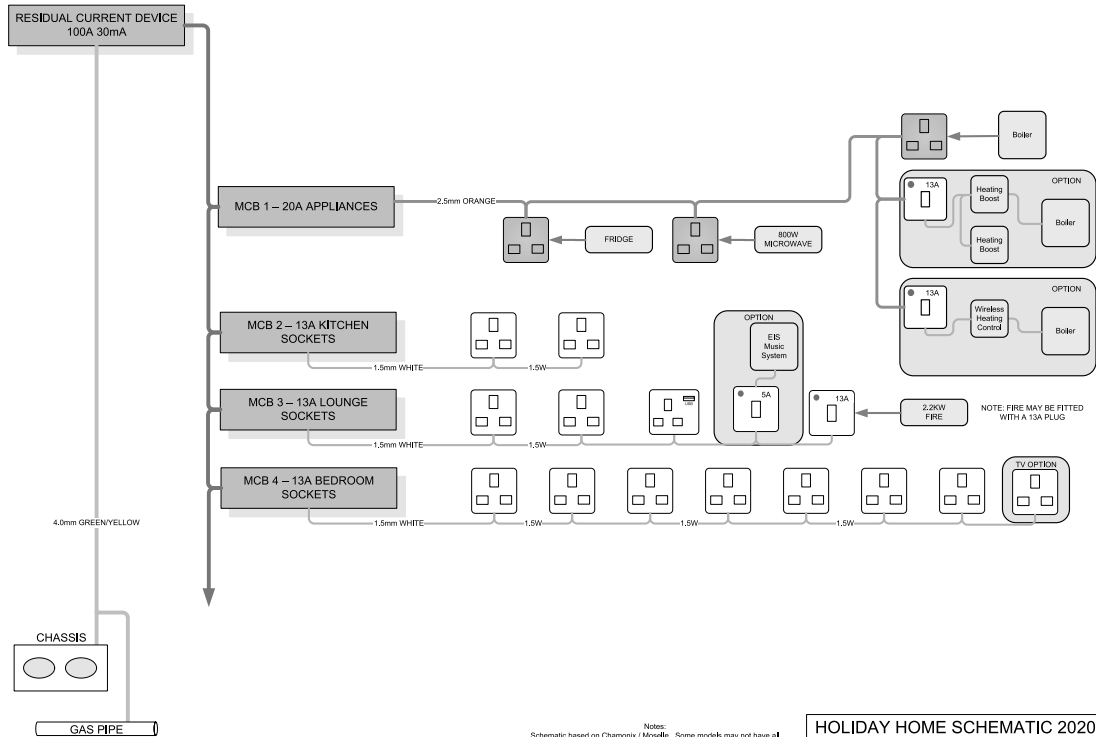 RESIDUAL CURRENT DEVICE
100A 30mA
Boiler
13A
OPTION
Heating
Boost
Boiler
Heating
Boost
MCB 1 – 20A APPLIANCES
2.5mm ORANGE
FRIDGE
800W
MICROWAVE
OPTION
13A
Wireless
Heating
Control
Boiler
MCB 2 – 13A KITCHEN
SOCKETS
1.5mm WHITE
1.5W
OPTION
EIS
Music
System
MCB 3 – 13A LOUNGE
SOCKETS
1.5mm WHITE
1.5W
USB
5A
13A
2.2KW
FIRE
NOTE: FIRE MAY BE FITTED
WITH A 13A PLUG
MCB 4 – 13A BEDROOM
SOCKETS
1.5mm WHITE
1.5W
1.5W
1.5W
TV OPTION
4.0mm GREEN/YELLOW
CHASSIS
GAS PIPE
Notes:
Schematic based on Chamonix / Moselle. Some models may not have all
HOLIDAY HOME SCHEMATIC 2020